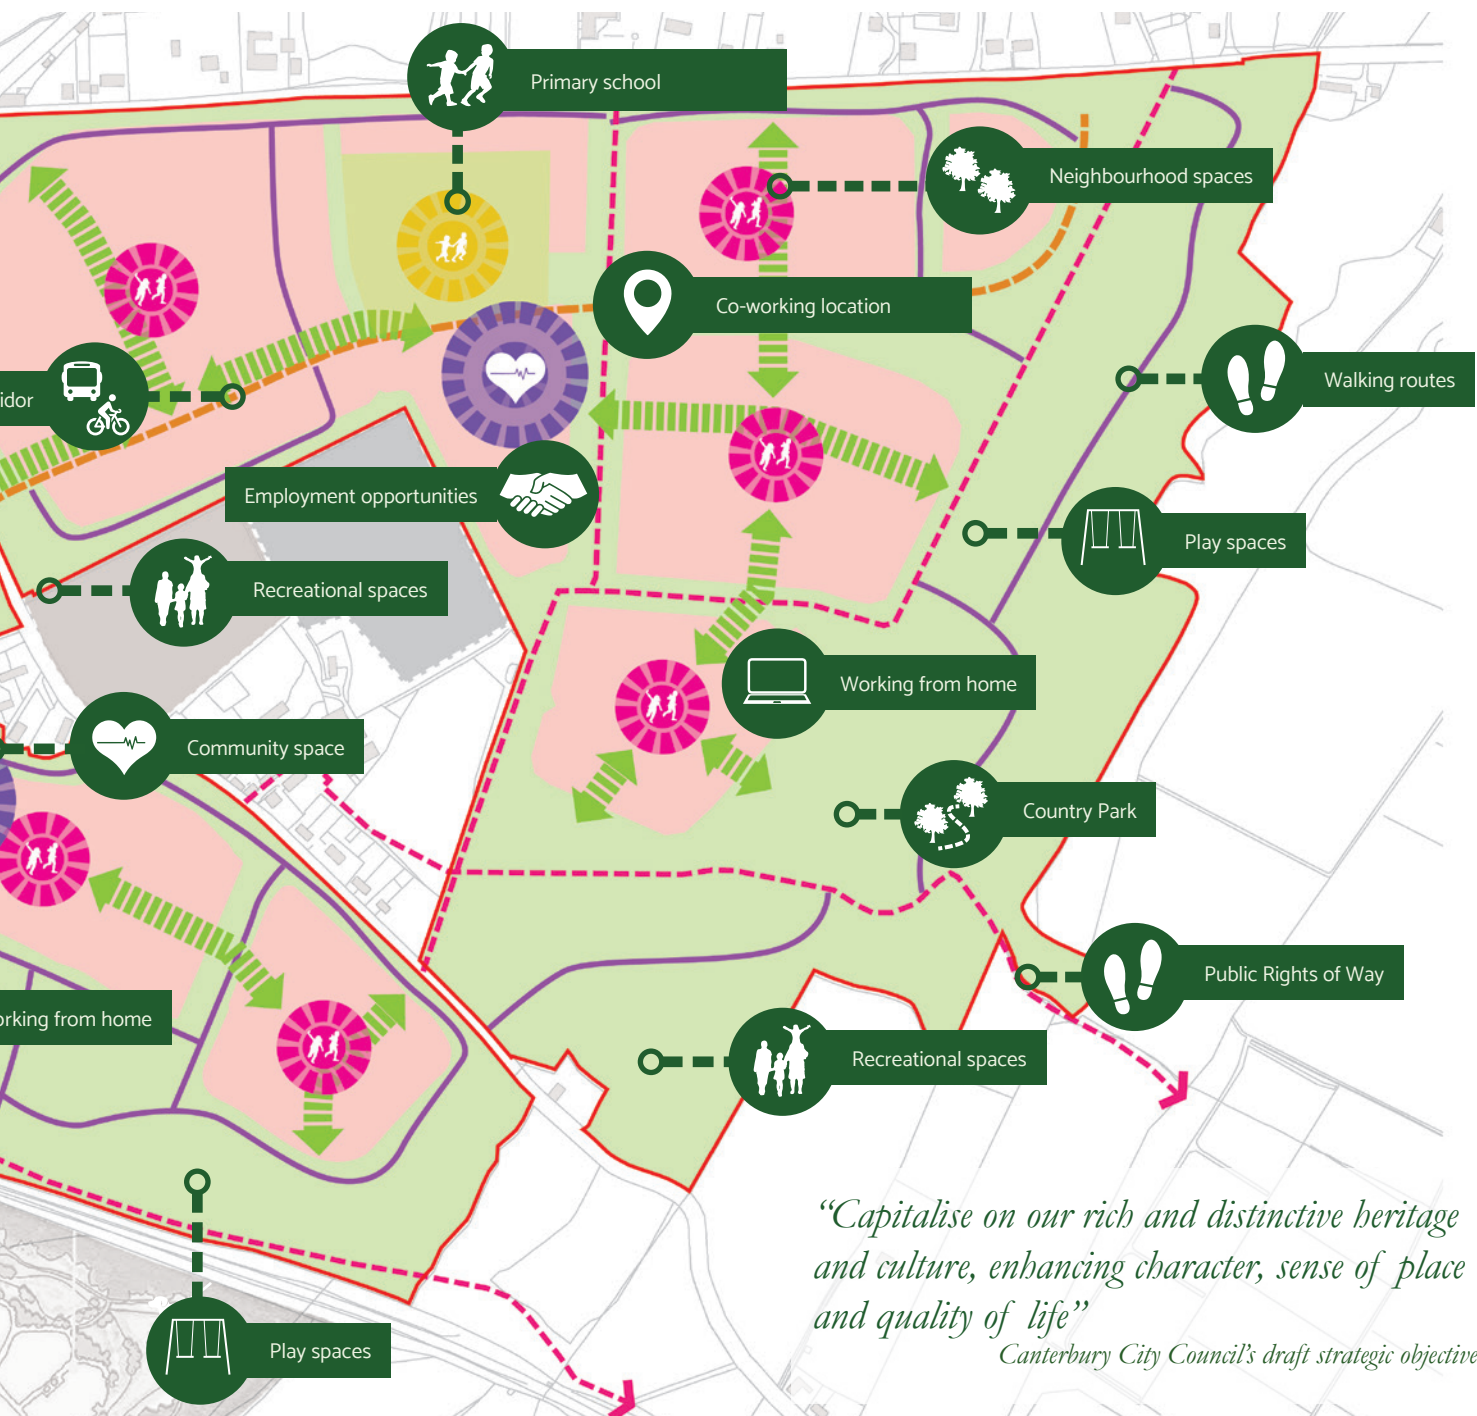 Primary school
Neighbourhood spaces
Co-working location
Walking routes
idor
Employment opportunities
Play spaces
Recreational spaces
Working from home
Community space
Country Park
Public Rights of Way
orking from home
Recreational spaces
“Capitalise on our rich and distinctive heritage
and culture, enhancing character, sense of place
and quality of life”
Canterbury City Council’s draft strategic objective
Play spaces